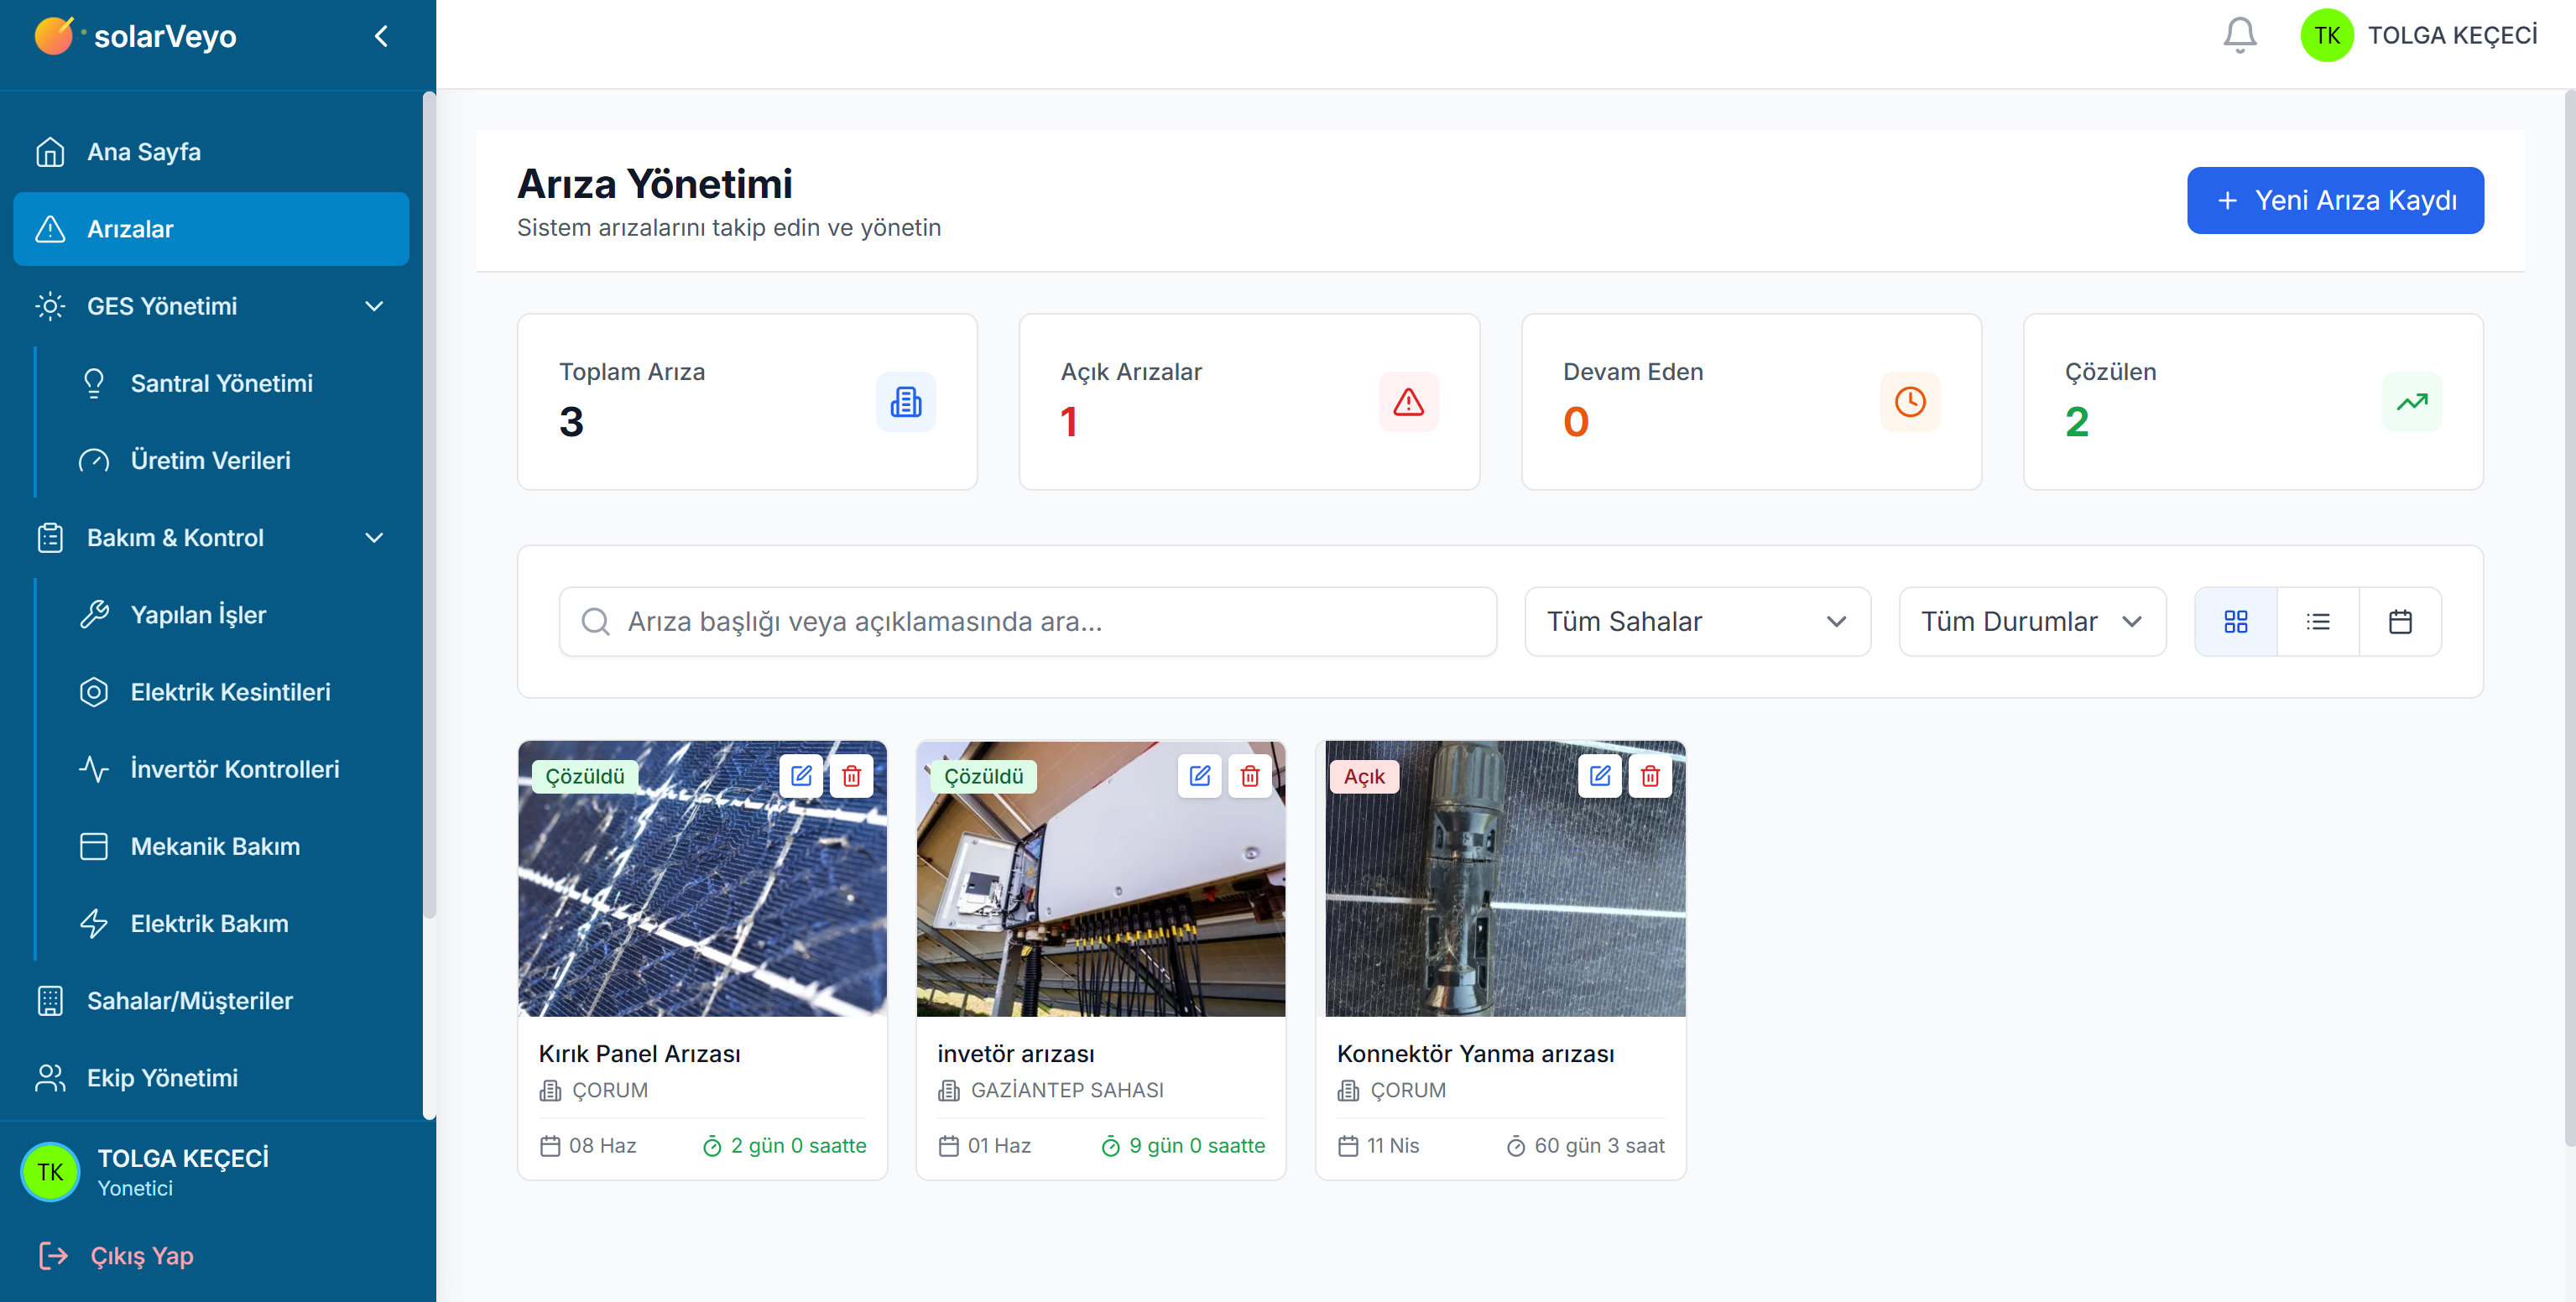 solarVeyo
TK TOLGA KEÇECİ
Ana Sayfa
Arızalar
GES Yönetimi
Santral Yönetimi
Üretim Verileri
Bakım & Kontrol
Yapılan İşler
Elektrik Kesintileri
İnvertör Kontrolleri
Mekanik Bakım
Elektrik Bakım
Sahalar/Müşteriler
Ekip Yönetimi
TK
TOLGA KEÇECİ
Yonetici
Çıkış Yap
Arıza Yönetimi
Sistem arızalarını takip edin ve yönetin
+ Yeni Arıza Kaydı
Toplam Arıza
3
Açık Arızalar
1
Devam Eden
0
Çözülen
2
Arıza başlığı veya açıklamasında ara...
Tüm Sahalar
Tüm Durumlar
Çözüldü
Kırık Panel Arızası
ÇORUM
08 Haz
2 gün 0 saatte
Çözüldü
invetör arızası
GAZİANTEP SAHASI
01 Haz
9 gün 0 saatte
Açık
Konnektör Yanma arızası
ÇORUM
11 Nis
60 gün 3 saat